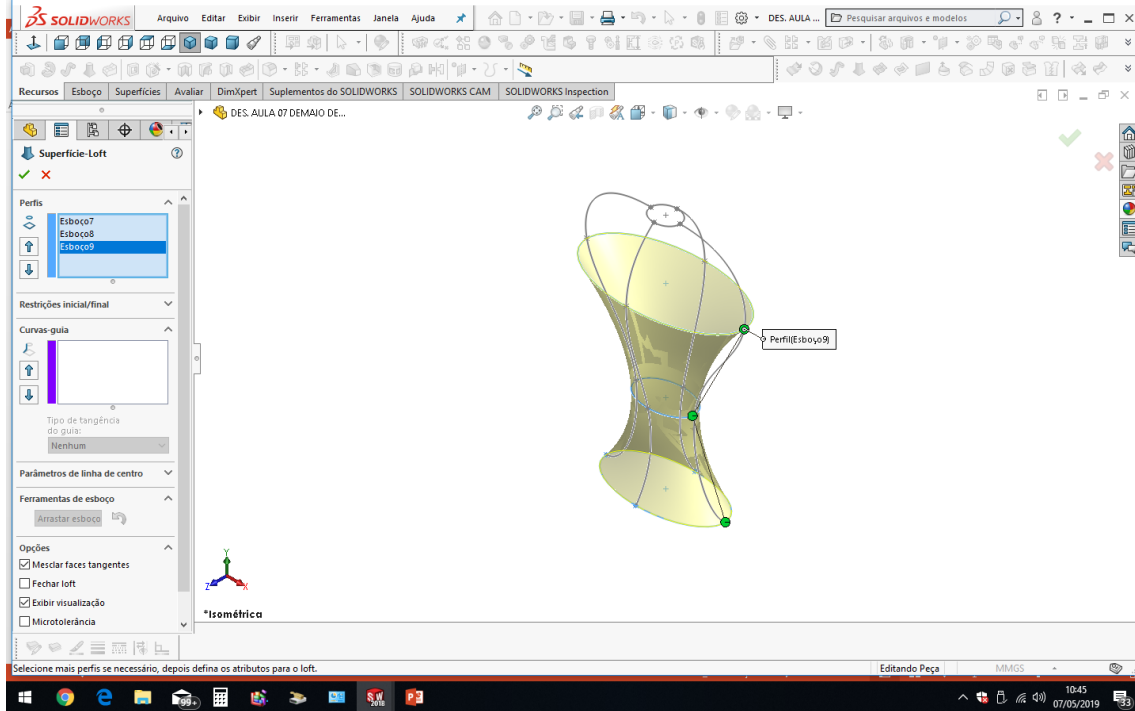 SOLIDWORKS
Arquivo Editar Exibir Inserir Ferramentas Janela Ajuda
DES. AULA ...
Pesquisar arquivos e modelos
Recursos Esboço Superfícies Avaliar DimXpert Suplementos do SOLIDWORKS SOLIDWORKS CAM SOLIDWORKS Inspection
DES. AULA 07 DEMAIO DE...
Superfície-Loft
Perfis
Esboço7
Esboço8
Esboço9
Restrições inicial/final
Curvas-guia
Tipo de tangência
do guia:
Nenhum
Parâmetros de linha de centro
Ferramentas de esboço
Arrastar esboço
Opções
Mesclar faces tangentes
Fechar loft
Exibir visualização
Microtolerância
Perfil(Esboço9)
Y
Z
X
*Isométrica
Selecione mais perfis se necessário, depois defina os atributos para o loft.
Editando Peça
MMGS
99+
SW
2018
10:45
07/05/2019
33